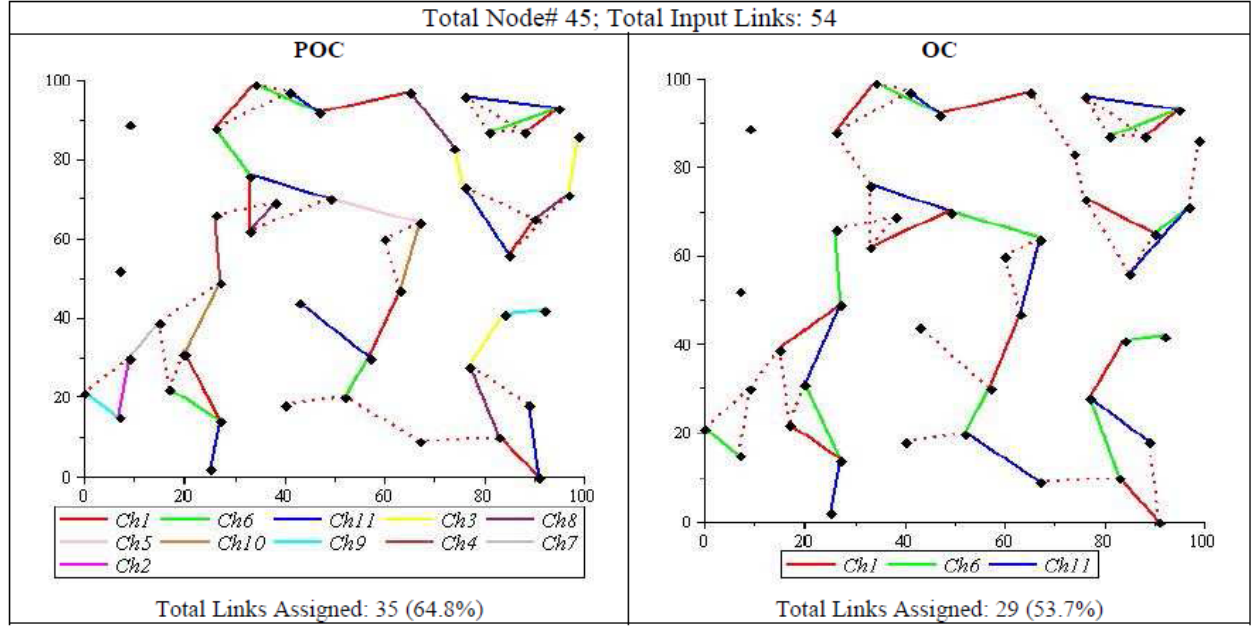 Total Node# 45; Total Input Links: 54
POC
100
80
60
40
20
0
0 20 40 60 80 100
Ch1 Ch6 Ch11 Ch3 Ch8
Ch5 Ch10 Ch9 Ch4 Ch7
Ch2
Total Links Assigned: 35 (64.8%)
OC
100
80
60
40
20
0
0 20 40 60 80 100
Ch1 Ch6 Ch11
Total Links Assigned: 29 (53.7%)